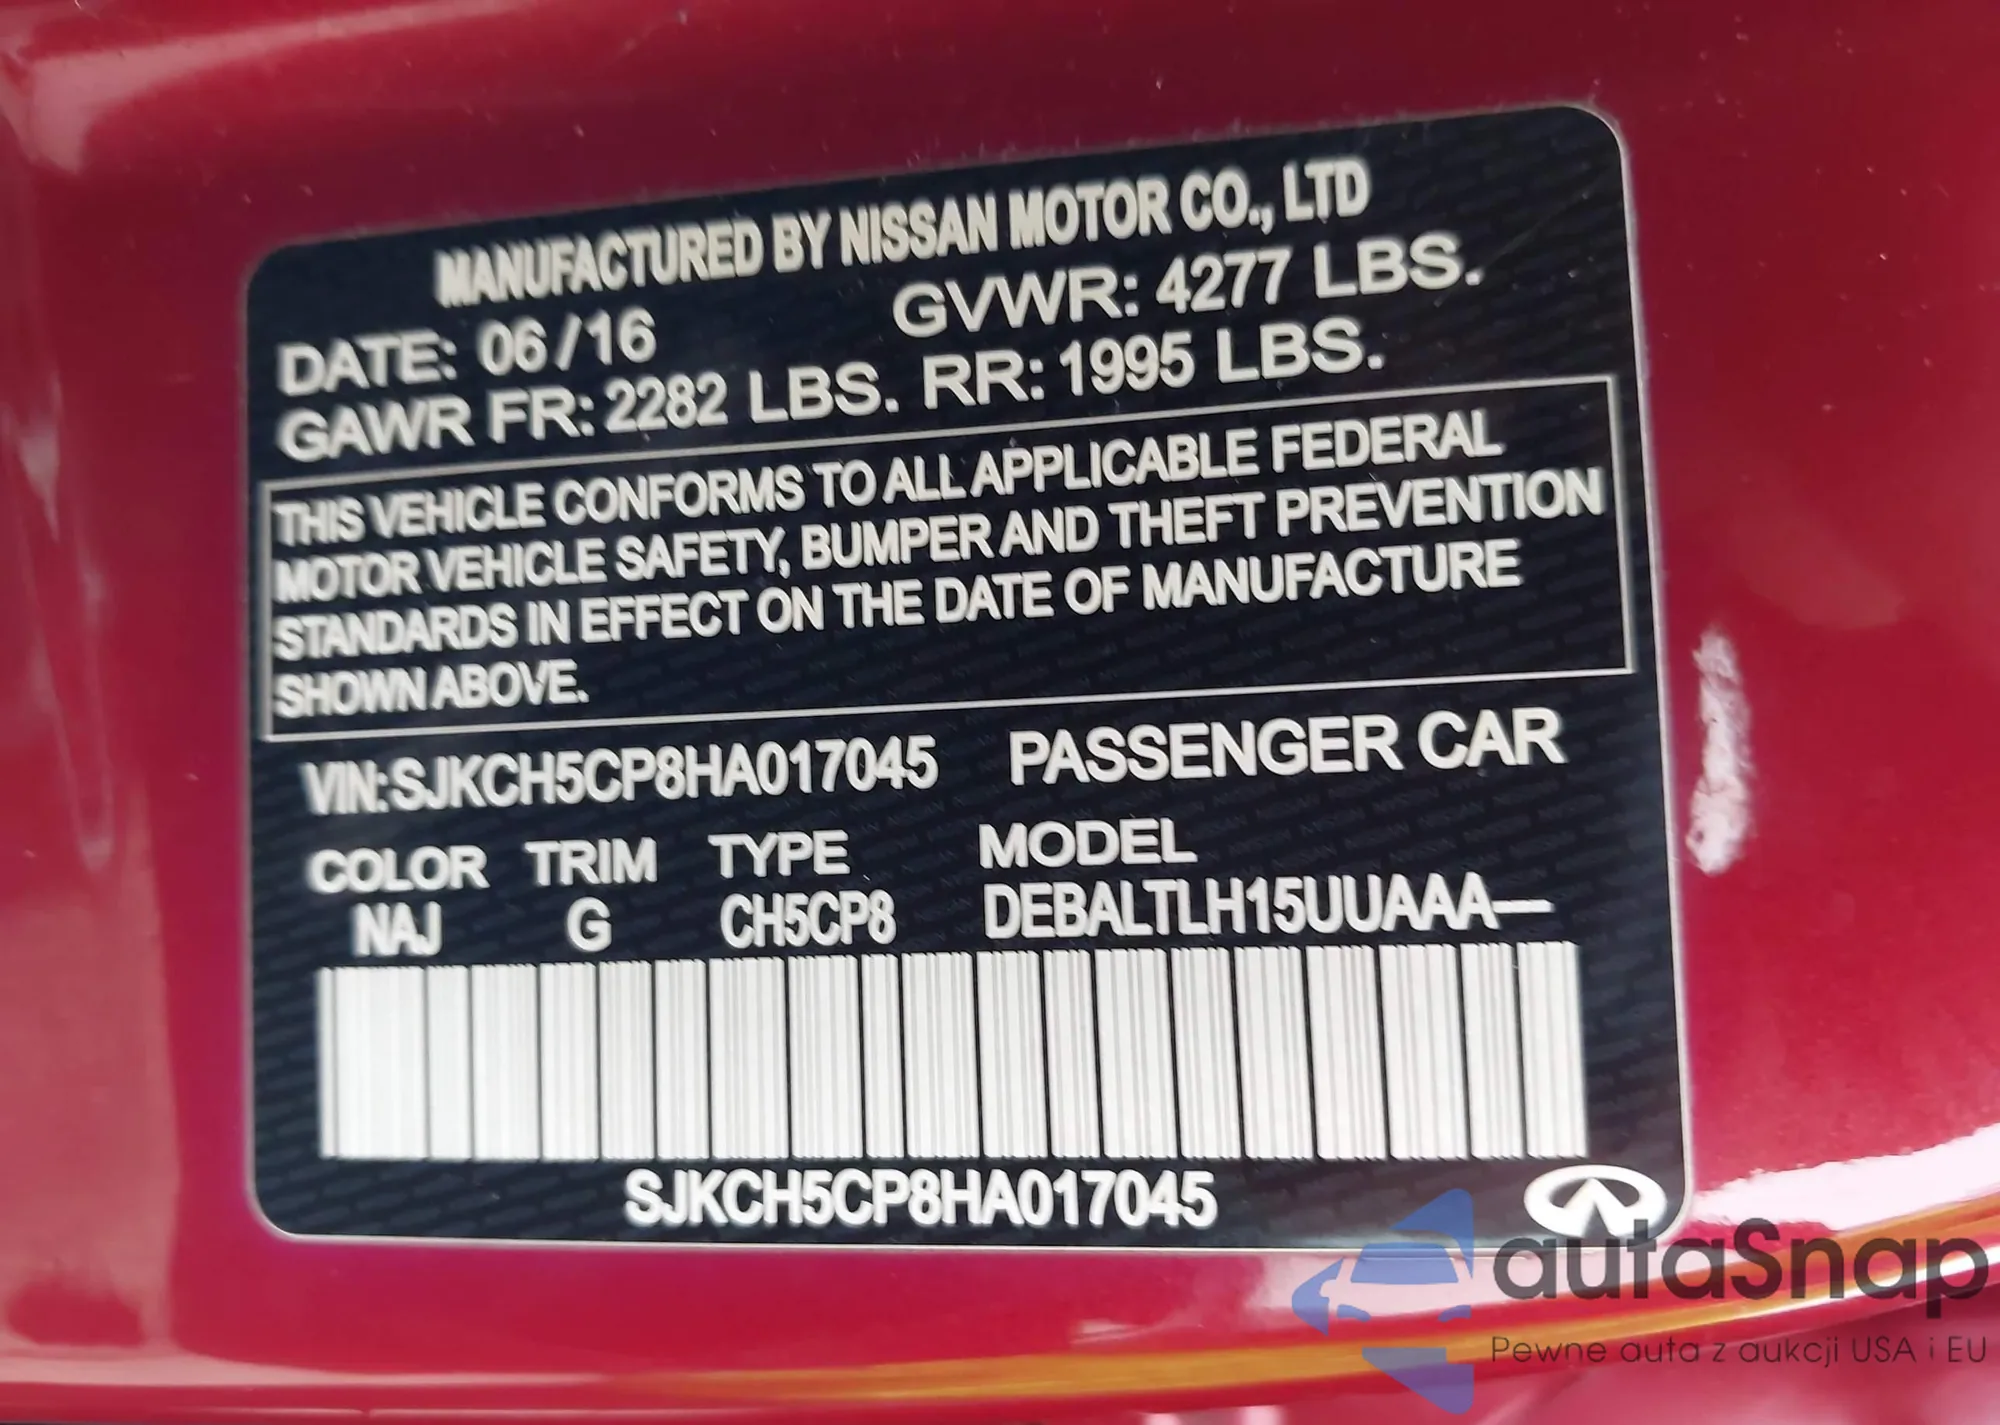 MANUFACTURED BY NISSAN MOTOR CO., LTD
DATE: 06/16 GVWR: 4277 LBS.
GAWR FR: 2282 LBS. RR: 1995 LBS.
THIS VEHICLE CONFORMS TO ALL APPLICABLE FEDERAL
MOTOR VEHICLE SAFETY, BUMPER AND THEFT PREVENTION
STANDARDS IN EFFECT ON THE DATE OF MANUFACTURE
SHOWN ABOVE.
VIN:SJKCH5CP8HA017045 PASSENGER CAR
COLOR TRIM TYPE MODEL
NAJ G CH5CP8 DEBALTLH15UUAAA—
SJKCH5CP8HA017045
autaSnap
Pewne auta z aukcji USA i EU